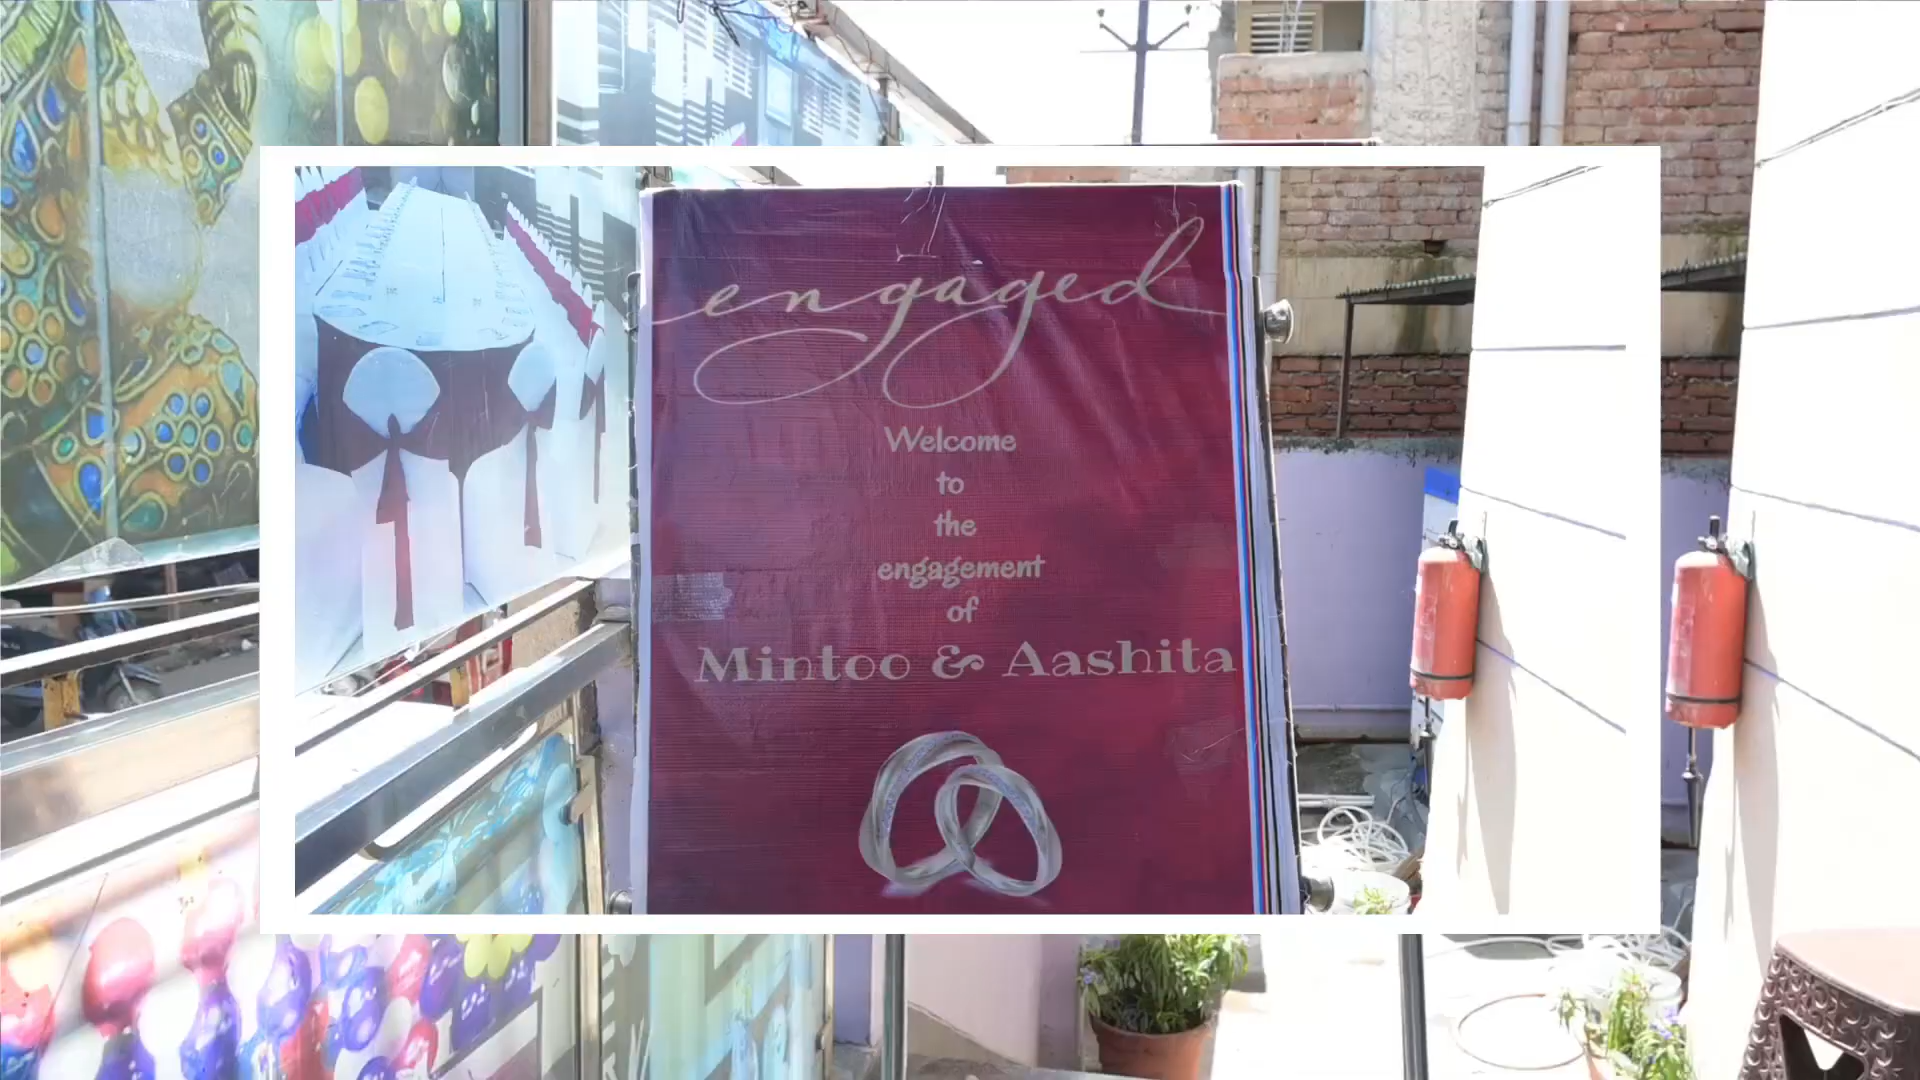 engaged
Welcome
to
the
engagement
of
Mintoo & Aashita